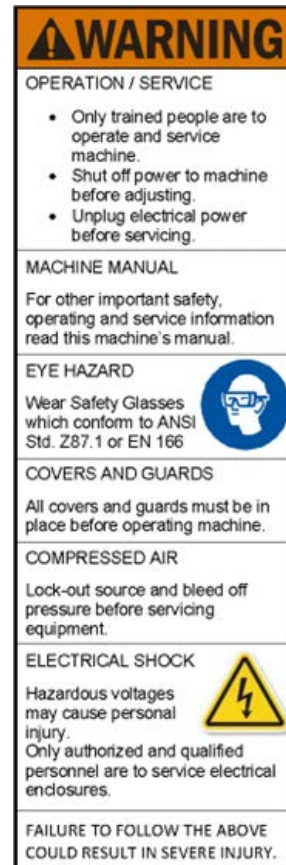 WARNING
OPERATION / SERVICE
• Only trained people are to
operate and service
machine.
• Shut off power to machine
before adjusting.
• Unplug electrical power
before servicing.
MACHINE MANUAL
For other important safety,
operating and service information
read this machine's manual.
EYE HAZARD
Wear Safety Glasses
which conform to ANSI
Std. Z87.1 or EN 166
COVERS AND GUARDS
All covers and guards must be in
place before operating machine.
COMPRESSED AIR
Lock-out source and bleed off
pressure before servicing
equipment.
ELECTRICAL SHOCK
Hazardous voltages
may cause personal
injury.
Only authorized and qualified
personnel are to service electrical
enclosures.
FAILURE TO FOLLOW THE ABOVE
COULD RESULT IN SEVERE INJURY.